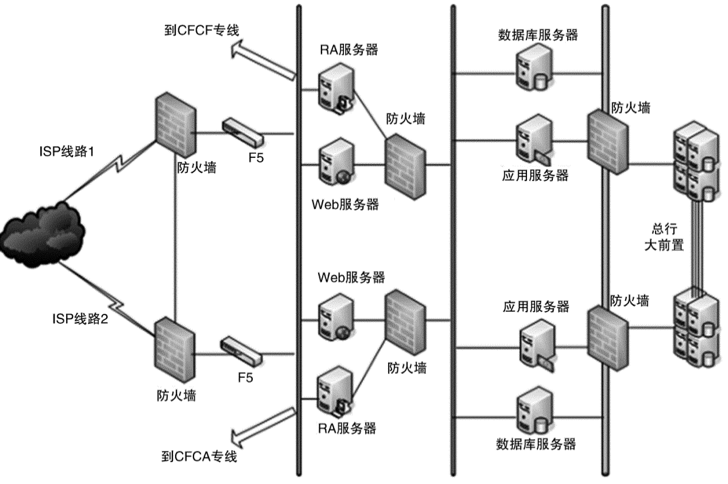 到CFCF专线
RA服务器
数据库服务器
防火墙
防火墙
ISP线路1
防火墙
F5
Web服务器
应用服务器
总行
大前置
Web服务器
ISP线路2
应用服务器
防火墙
防火墙
F5
防火墙
RA服务器
数据库服务器
到CFCA专线